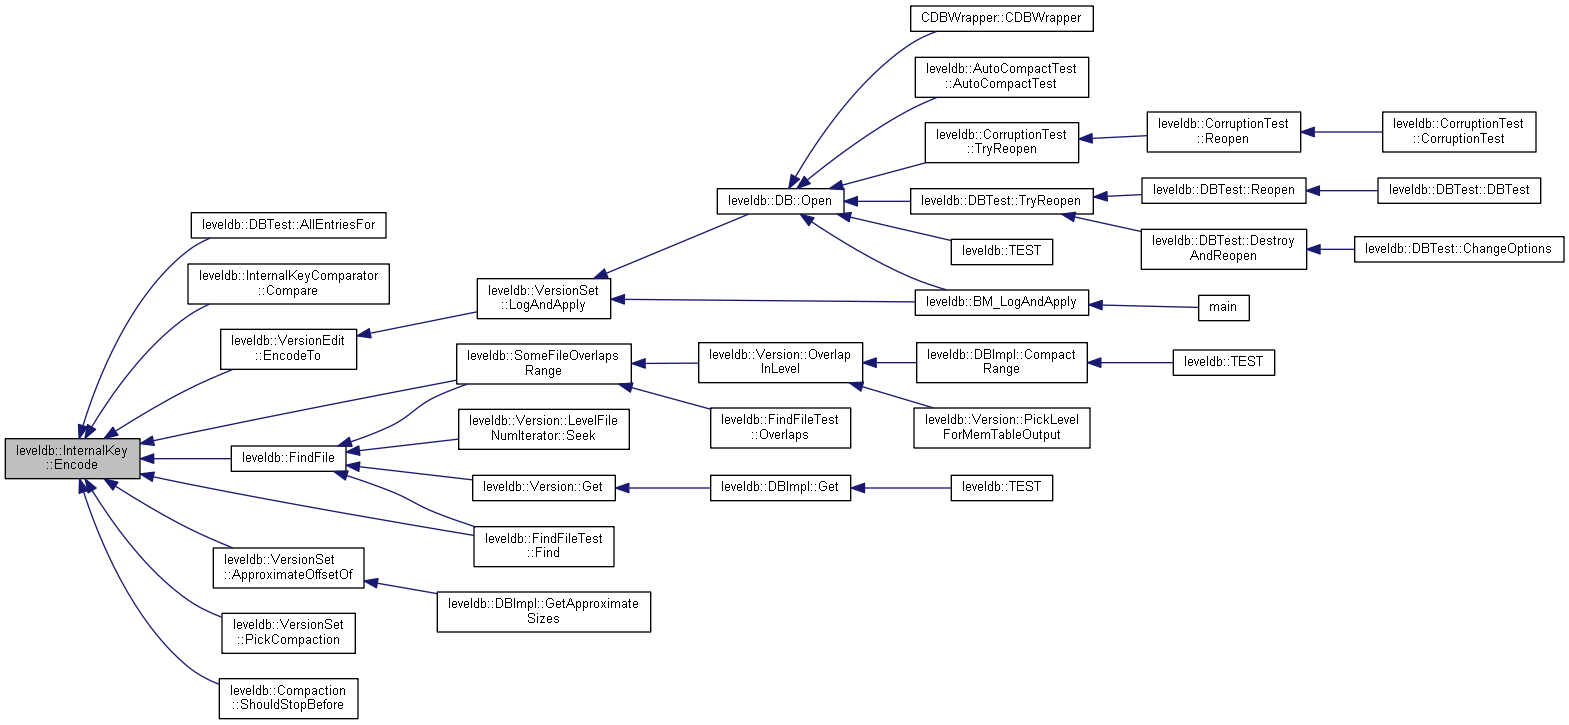 CDBWrapper::CDBWrapper
leveldb::AutoCompactTest
::AutoCompactTest
leveldb::CorruptionTest
::TryReopen
leveldb::CorruptionTest
::Reopen
leveldb::CorruptionTest
::CorruptionTest
leveldb::DB::Open
leveldb::DBTest::TryReopen
leveldb::DBTest::Reopen
leveldb::DBTest::DBTest
leveldb::DBTest::AllEntriesFor
leveldb::TEST
leveldb::DBTest::Destroy
AndReopen
leveldb::DBTest::ChangeOptions
leveldb::InternalKeyComparator
::Compare
leveldb::VersionSet
::LogAndApply
leveldb::BM_LogAndApply
main
leveldb::VersionEdit
::EncodeTo
leveldb::SomeFileOverlaps
Range
leveldb::Version::Overlap
InLevel
leveldb::DBImpl::Compact
Range
leveldb::TEST
leveldb::InternalKey
::Encode
leveldb::FindFile
leveldb::Version::LevelFile
NumIterator::Seek
leveldb::FindFileTest
::Overlaps
leveldb::Version::PickLevel
ForMemTableOutput
leveldb::Version::Get
leveldb::DBImpl::Get
leveldb::TEST
leveldb::FindFileTest
::Find
leveldb::VersionSet
::ApproximateOffsetOf
leveldb::DBImpl::GetApproximate
Sizes
leveldb::VersionSet
::PickCompaction
leveldb::Compaction
::ShouldStopBefore